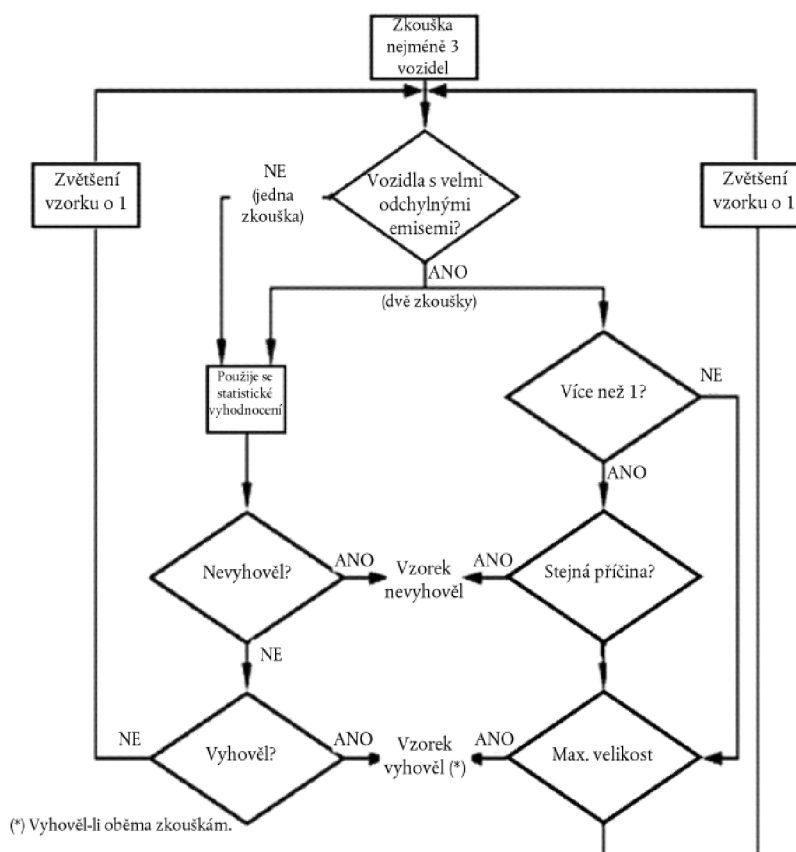 Zkouška
nejméně 3
vozidel
Zvětšení
vzorku o 1
NE
(jedna
zkouška)
Vozidla s velmi
odchylnými
emisemi?
Zvětšení
vzorku o 1
ANO
(dvě zkoušky)
Použije se
statistické
vyhodnocení
Více než 1?
NE
ANO
Nevyhověl?
ANO
Vzorek
nevyhověl
ANO
Stejná příčina?
NE
NE
Vyhověl?
ANO
Vzorek
vyhověl (*)
ANO
Max. velikost
(*) Vyhověl-li oběma zkouškám.